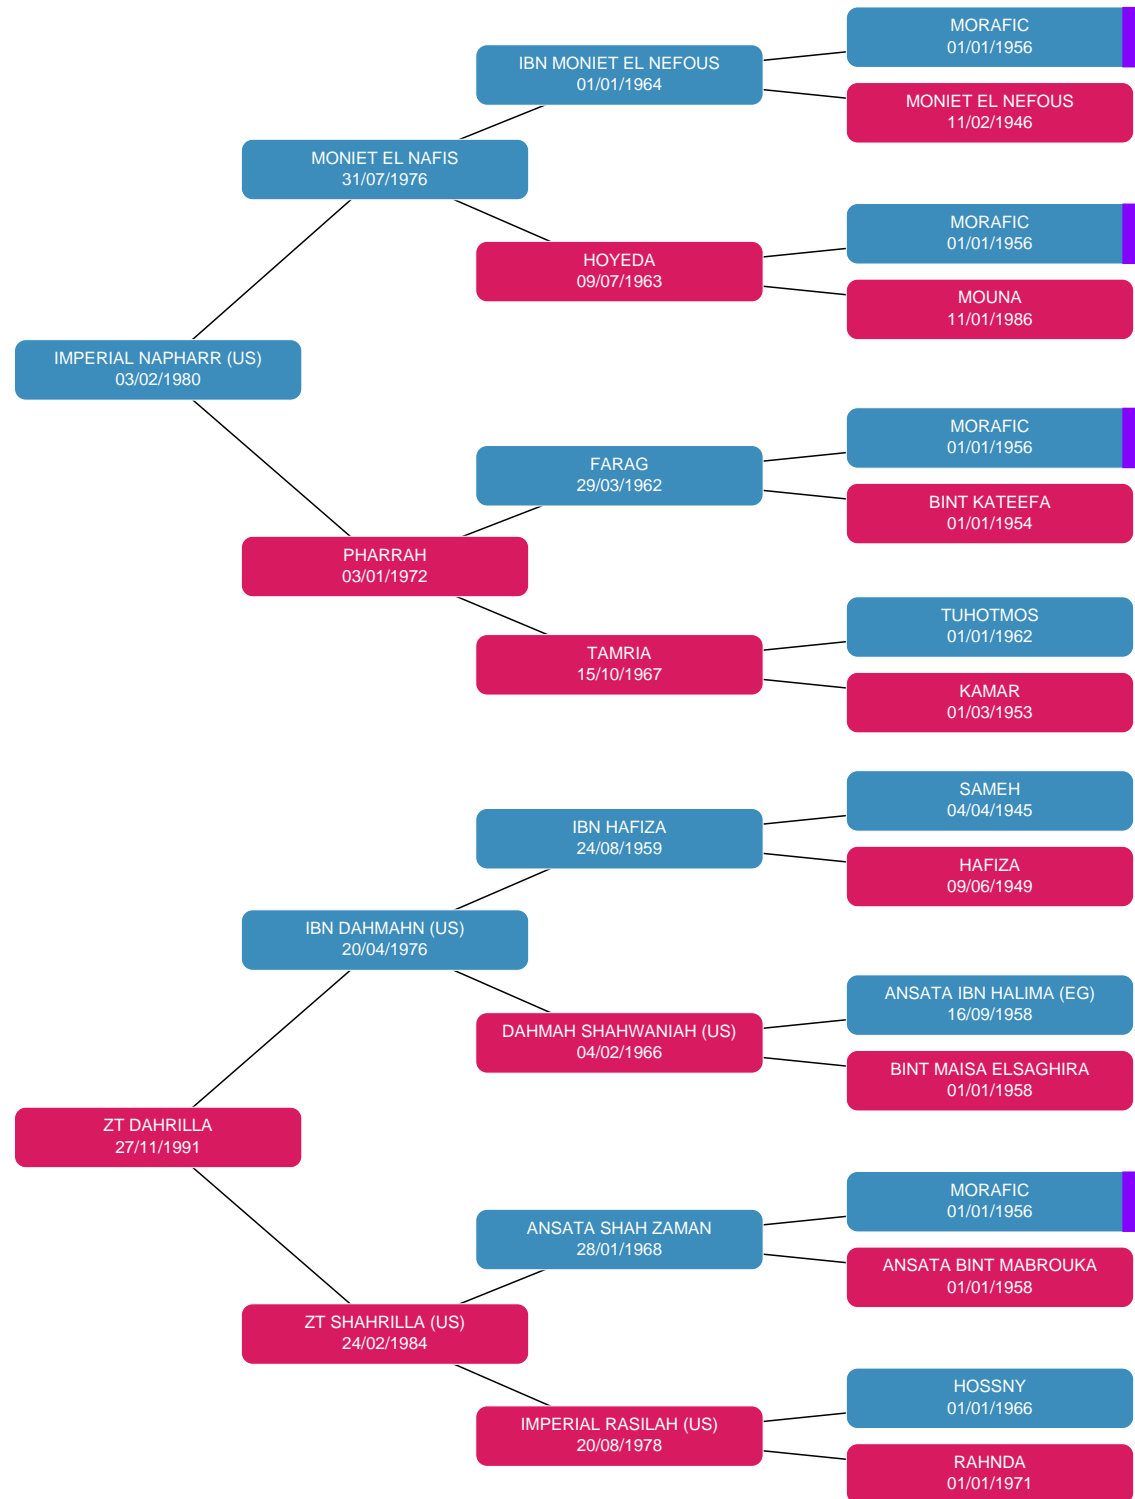 MORAFIC
01/01/1956
IBN MONIET EL NEFOUS
01/01/1964
MONIET EL NEFOUS
11/02/1946
MONIET EL NAFIS
31/07/1976
MORAFIC
01/01/1956
HOYEDA
09/07/1963
MOUNA
11/01/1986
IMPERIAL NAPHARR (US)
03/02/1980
MORAFIC
01/01/1956
FARAG
29/03/1962
BINT KATEEFA
01/01/1954
PHARRAH
03/01/1972
TUHOTMOS
01/01/1962
TAMRIA
15/10/1967
KAMAR
01/03/1953
SAMEH
04/04/1945
IBN HAFIZA
24/08/1959
HAFIZA
09/06/1949
IBN DAHMAHN (US)
20/04/1976
ANSATA IBN HALIMA (EG)
16/09/1958
DAHMAH SHAHWANIAH (US)
04/02/1966
BINT MAISA ELSAGHIRA
01/01/1958
ZT DAHRILLA
27/11/1991
MORAFIC
01/01/1956
ANSATA SHAH ZAMAN
28/01/1968
ANSATA BINT MABROUKA
01/01/1958
ZT SHAHRILLA (US)
24/02/1984
HOSSNY
01/01/1966
IMPERIAL RASILAH (US)
20/08/1978
RAHNDA
01/01/1971